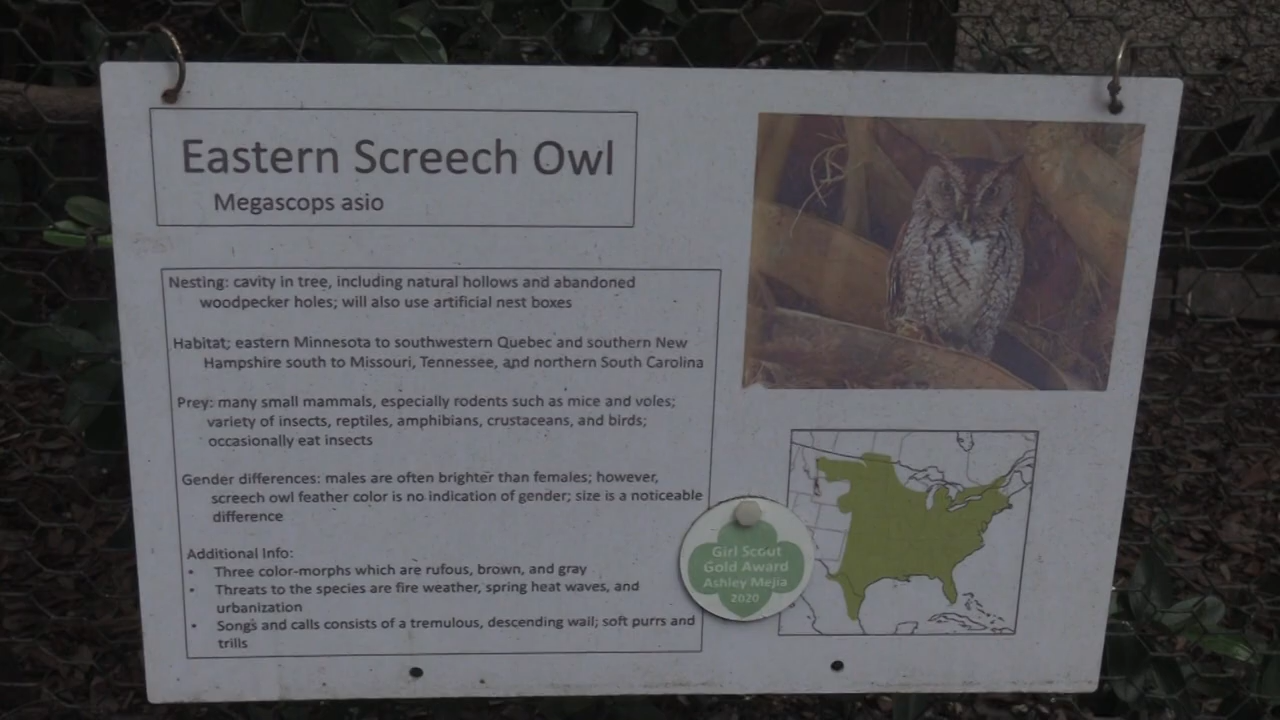 Eastern Screech Owl
Megascops asio
Nesting: cavity in tree, including natural hollows and abandoned
woodpecker holes; will also use artificial nest boxes
Habitat; eastern Minnesota to southwestern Quebec and southern New
Hampshire south to Missouri, Tennessee, and northern South Carolina
Prey: many small mammals, especially rodents such as mice and voles;
variety of insects, reptiles, amphibians, crustaceans, and birds;
occasionally eat insects
Gender differences: males are often brighter than females; however,
screech owl feather color is no indication of gender; size is a noticeable
difference
Additional Info:
• Three color-morphs which are rufous, brown, and gray
• Threats to the species are fire weather, spring heat waves, and
urbanization
• Songs and calls consists of a tremulous, descending wail; soft purrs and
trills
Girl Scout
Gold Award
Ashley Mejia
2020